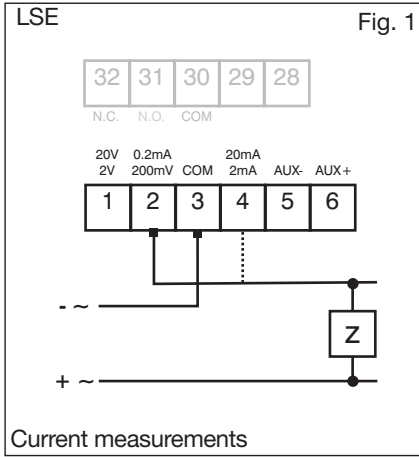 LSE Fig. 1
32 31 30 29 28
N.C. N.O. COM
20V 0.2mA 20mA
2V 200mV COM 2mA AUX- AUX+
1 2 3 4 5 6
- ~
Z
+ ~
Current measurements